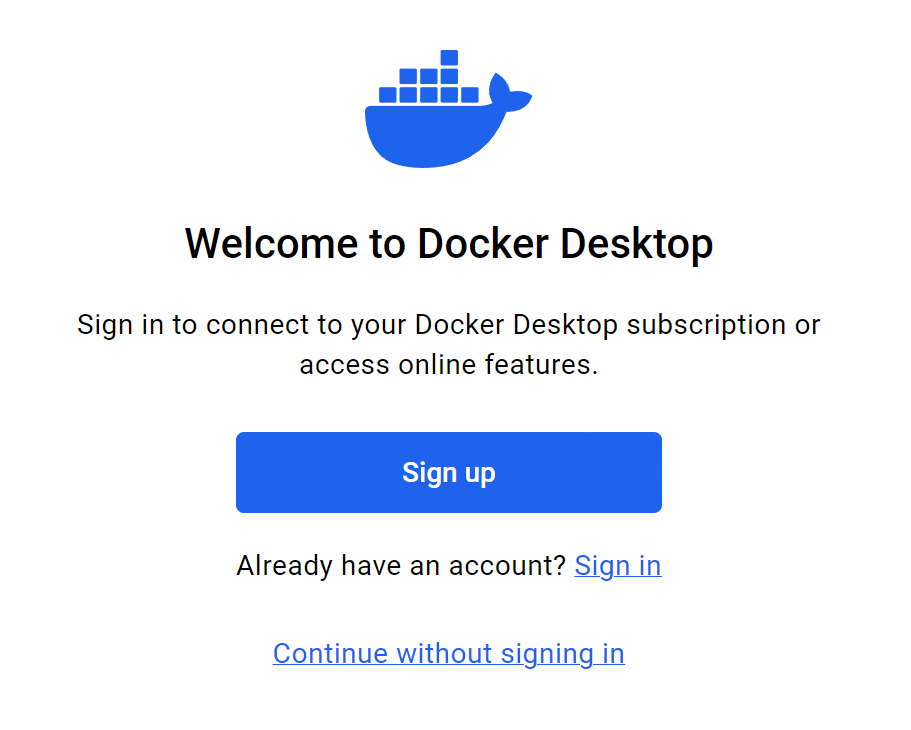 Welcome to Docker Desktop
Sign in to connect to your Docker Desktop subscription or
access online features.
Sign up
Already have an account? Sign in
Continue without signing in